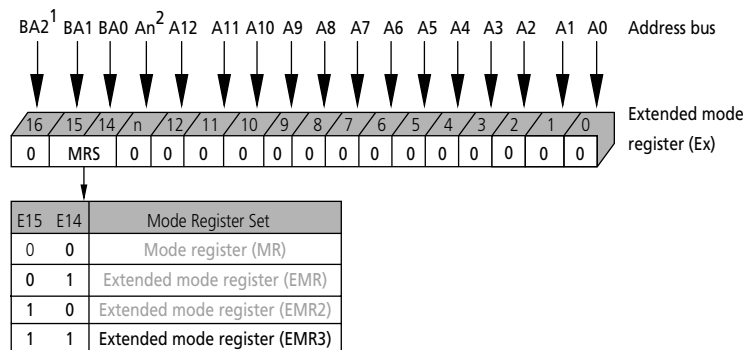 BA2¹ BA1 BA0 An² A12 A11 A10 A9 A8 A7 A6 A5 A4 A3 A2 A1 A0 Address bus
16 15 14 n 12 11 10 9 8 7 6 5 4 3 2 1 0
Extended mode
register (Ex)
0 MRS 0 0 0 0 0 0 0 0 0 0 0 0 0 0
E15 E14 Mode Register Set
0 0 Mode register (MR)
0 1 Extended mode register (EMR)
1 0 Extended mode register (EMR2)
1 1 Extended mode register (EMR3)